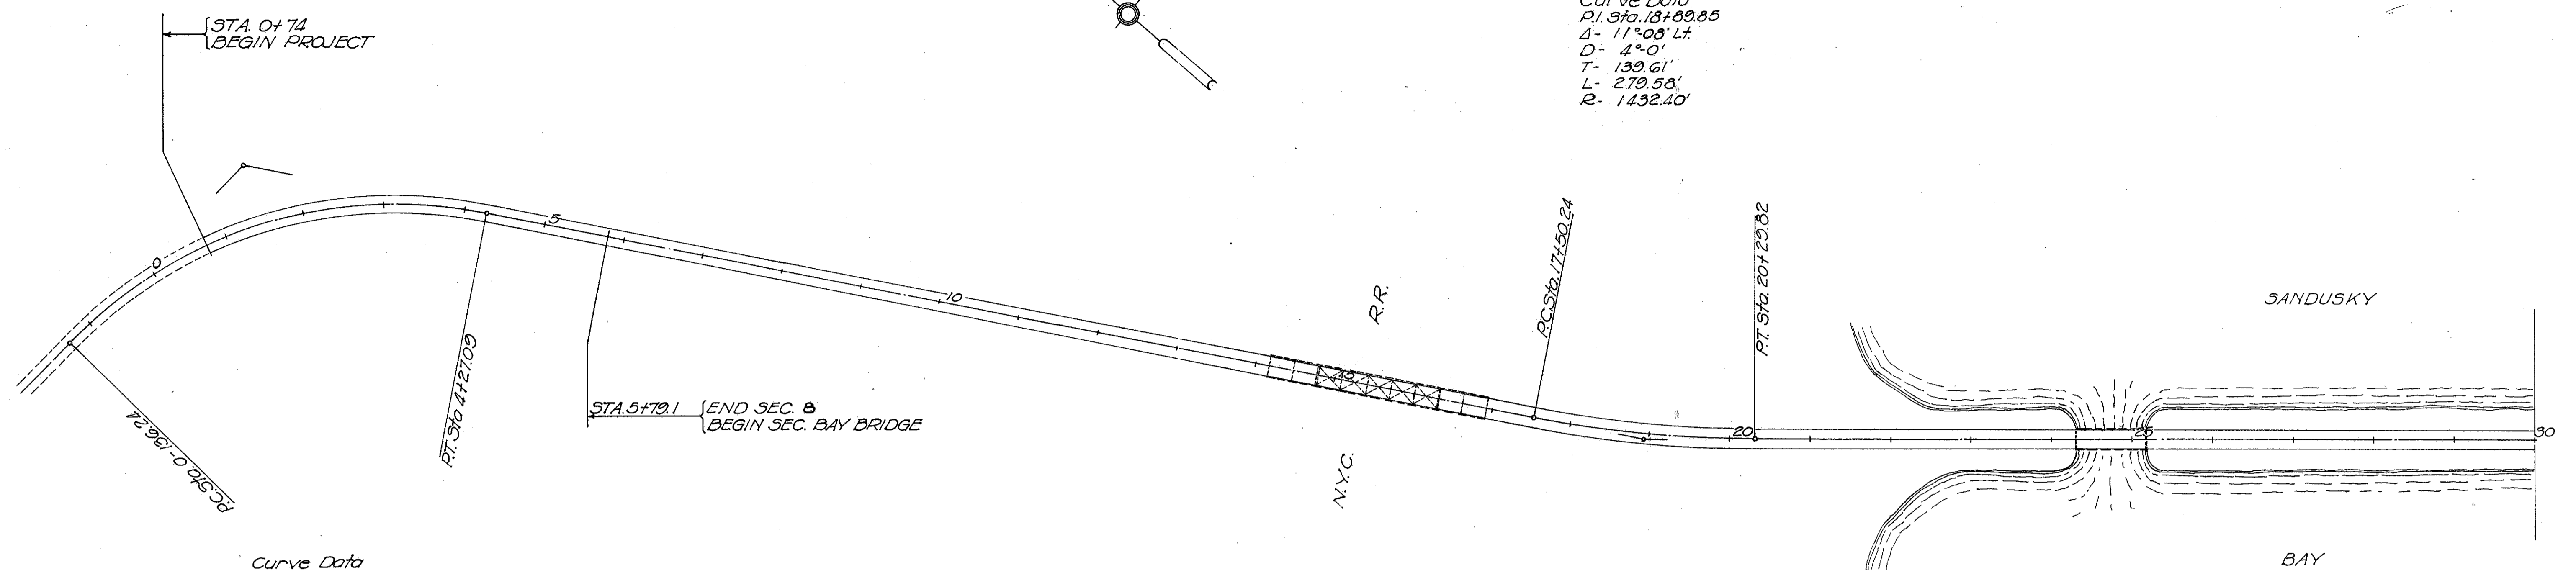 STA. 0+74
BEGIN PROJECT
Curve Data
P.I. Sta. 18+89.85
Δ- 11°-08' Lt.
D- 4°-0'
T- 139.61'
L- 279.58'
R- 1432.40'
0
5
10
15
20
25
30
P.C. Sta. 0-136.24
P.T. Sta 4+27.09
STA. 5+79.1
END SEC. 8
BEGIN SEC. BAY BRIDGE
R.R.
N.Y.C.
P.C. Sta. 17+50.24
P.T. Sta. 20+29.82
SANDUSKY
BAY
Curve Data